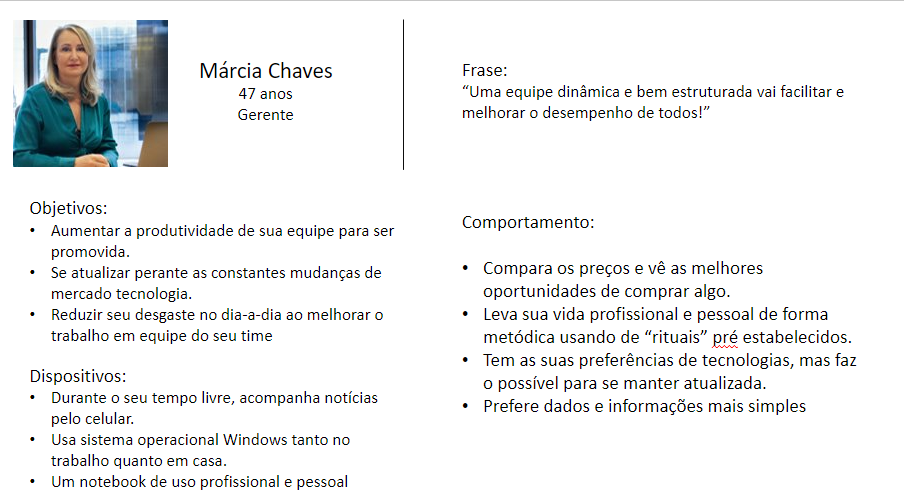 Márcia Chaves
47 anos
Gerente
Frase:
“Uma equipe dinâmica e bem estruturada vai facilitar e
melhorar o desempenho de todos!”
Objetivos:
• Aumentar a produtividade de sua equipe para ser
promovida.
• Se atualizar perante as constantes mudanças de
mercado tecnologia.
• Reduzir seu desgaste no dia-a-dia ao melhorar o
trabalho em equipe do seu time
Dispositivos:
• Durante o seu tempo livre, acompanha notícias
pelo celular.
• Usa sistema operacional Windows tanto no
trabalho quanto em casa.
• Um notebook de uso profissional e pessoal
Comportamento:
• Compara os preços e vê as melhores
oportunidades de comprar algo.
• Leva sua vida profissional e pessoal de forma
metódica usando de “rituais” pré estabelecidos.
• Tem as suas preferências de tecnologias, mas faz
o possível para se manter atualizada.
• Prefere dados e informações mais simples